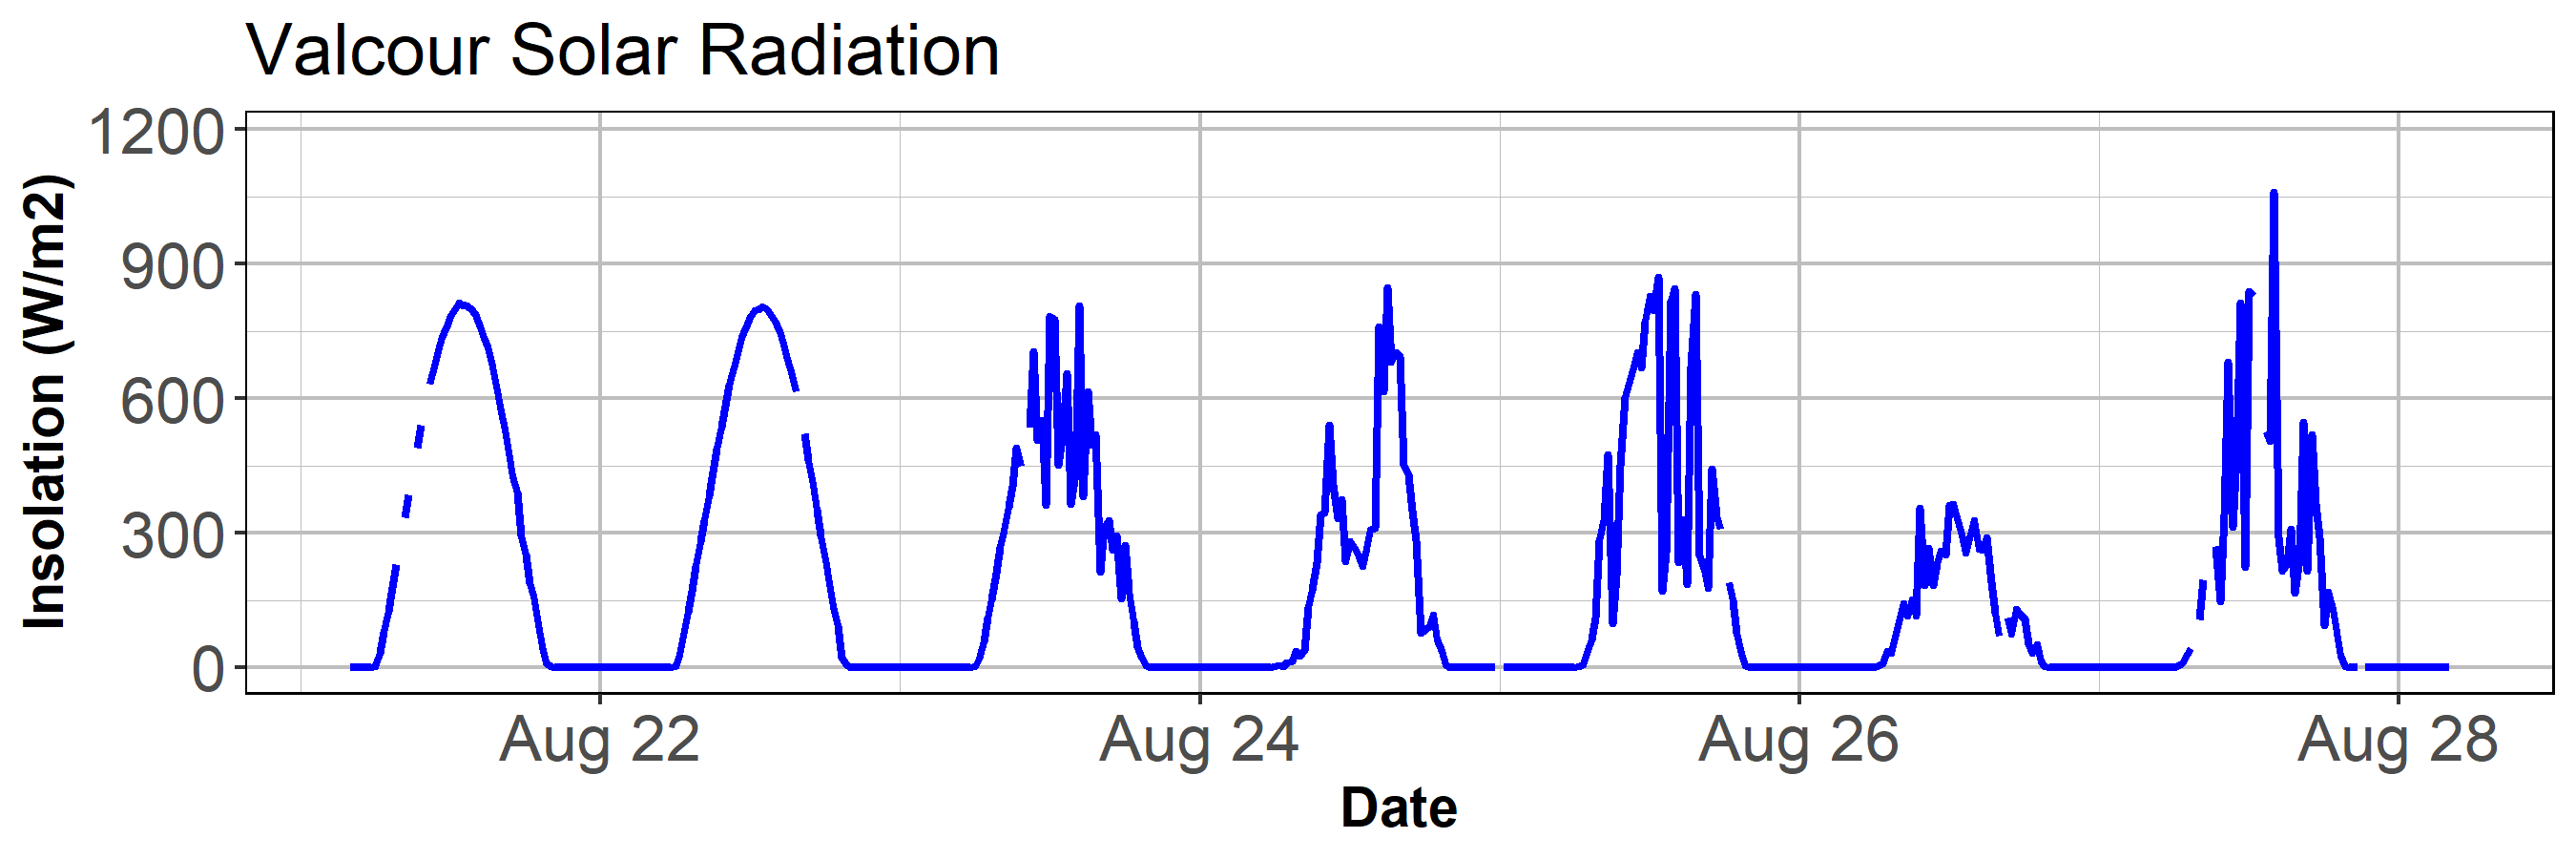 Valcour Solar Radiation
1200
900
600
300
0
Insolation (W/m2)
Aug 22
Aug 24
Aug 26
Aug 28
Date